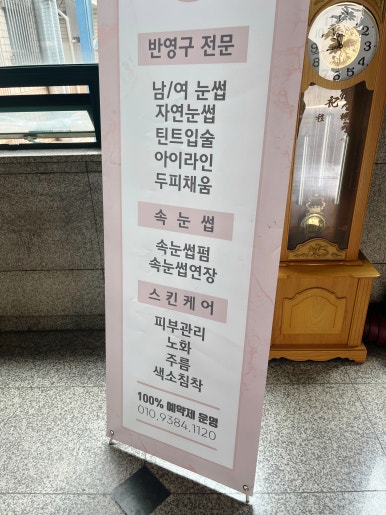 반영구 전문
남/여 눈썹
자연눈썹
틴트입술
아이라인
두피채움
속눈썹
속눈썹펌
속눈썹연장
스킨케어
피부관리
노화
주름
색소침착
100% 예약제 운영
010.9384.1120